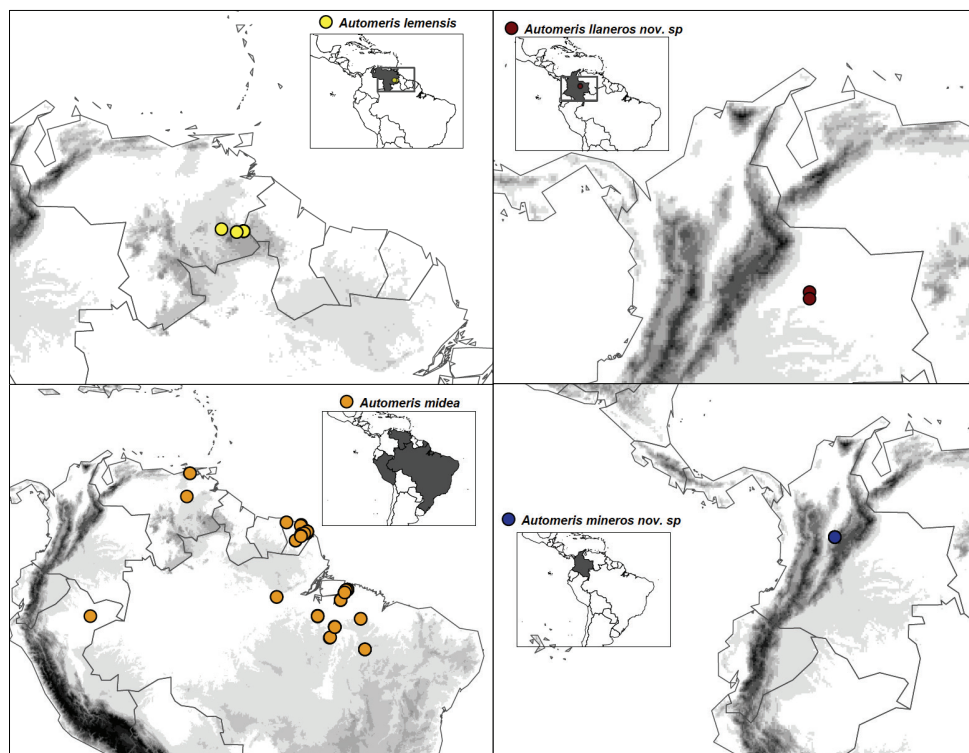 Automeris lemensis
Automeris llaneros nov. sp
Automeris midea
Automeris mineros nov. sp